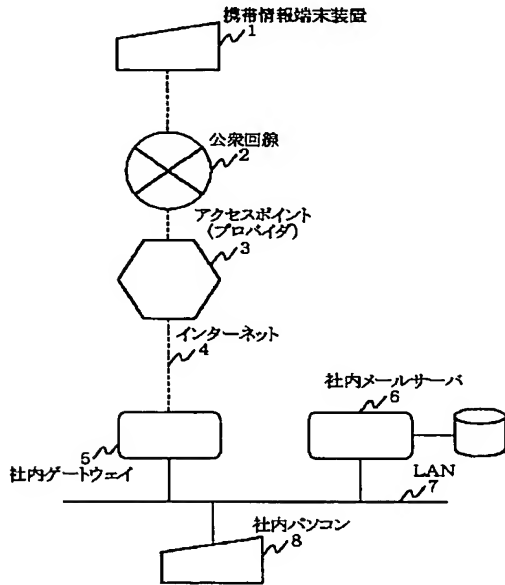 携帯情報端末装置
1
公衆回線
2
アクセスポイント
(プロバイダ)
3
インターネット
4
社内メールサーバ
6
5
社内ゲートウェイ
LAN
7
社内パソコン
8